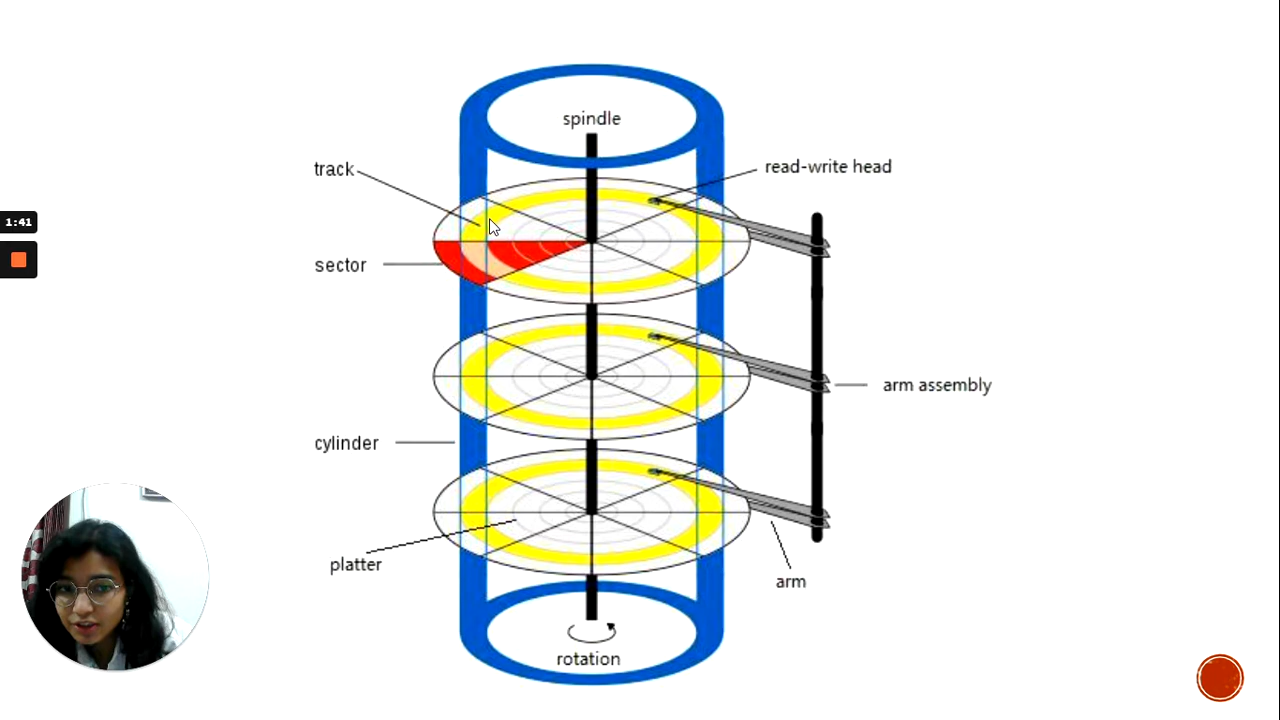 spindle
track
read-write head
1:41
sector
arm assembly
cylinder
platter
arm
rotation